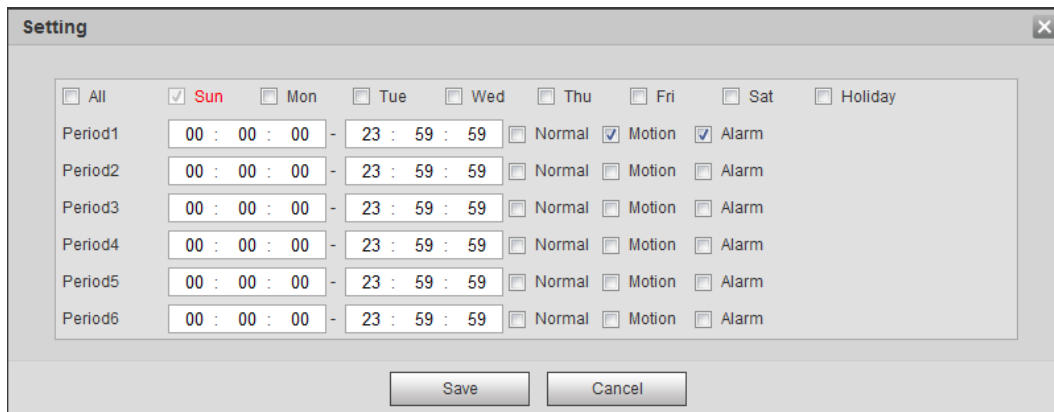 Setting
All Sun Mon Tue Wed Thu Fri Sat Holiday
Period1 00 : 00 : 00 - 23 : 59 : 59 Normal Motion Alarm
Period2 00 : 00 : 00 - 23 : 59 : 59 Normal Motion Alarm
Period3 00 : 00 : 00 - 23 : 59 : 59 Normal Motion Alarm
Period4 00 : 00 : 00 - 23 : 59 : 59 Normal Motion Alarm
Period5 00 : 00 : 00 - 23 : 59 : 59 Normal Motion Alarm
Period6 00 : 00 : 00 - 23 : 59 : 59 Normal Motion Alarm
Save Cancel